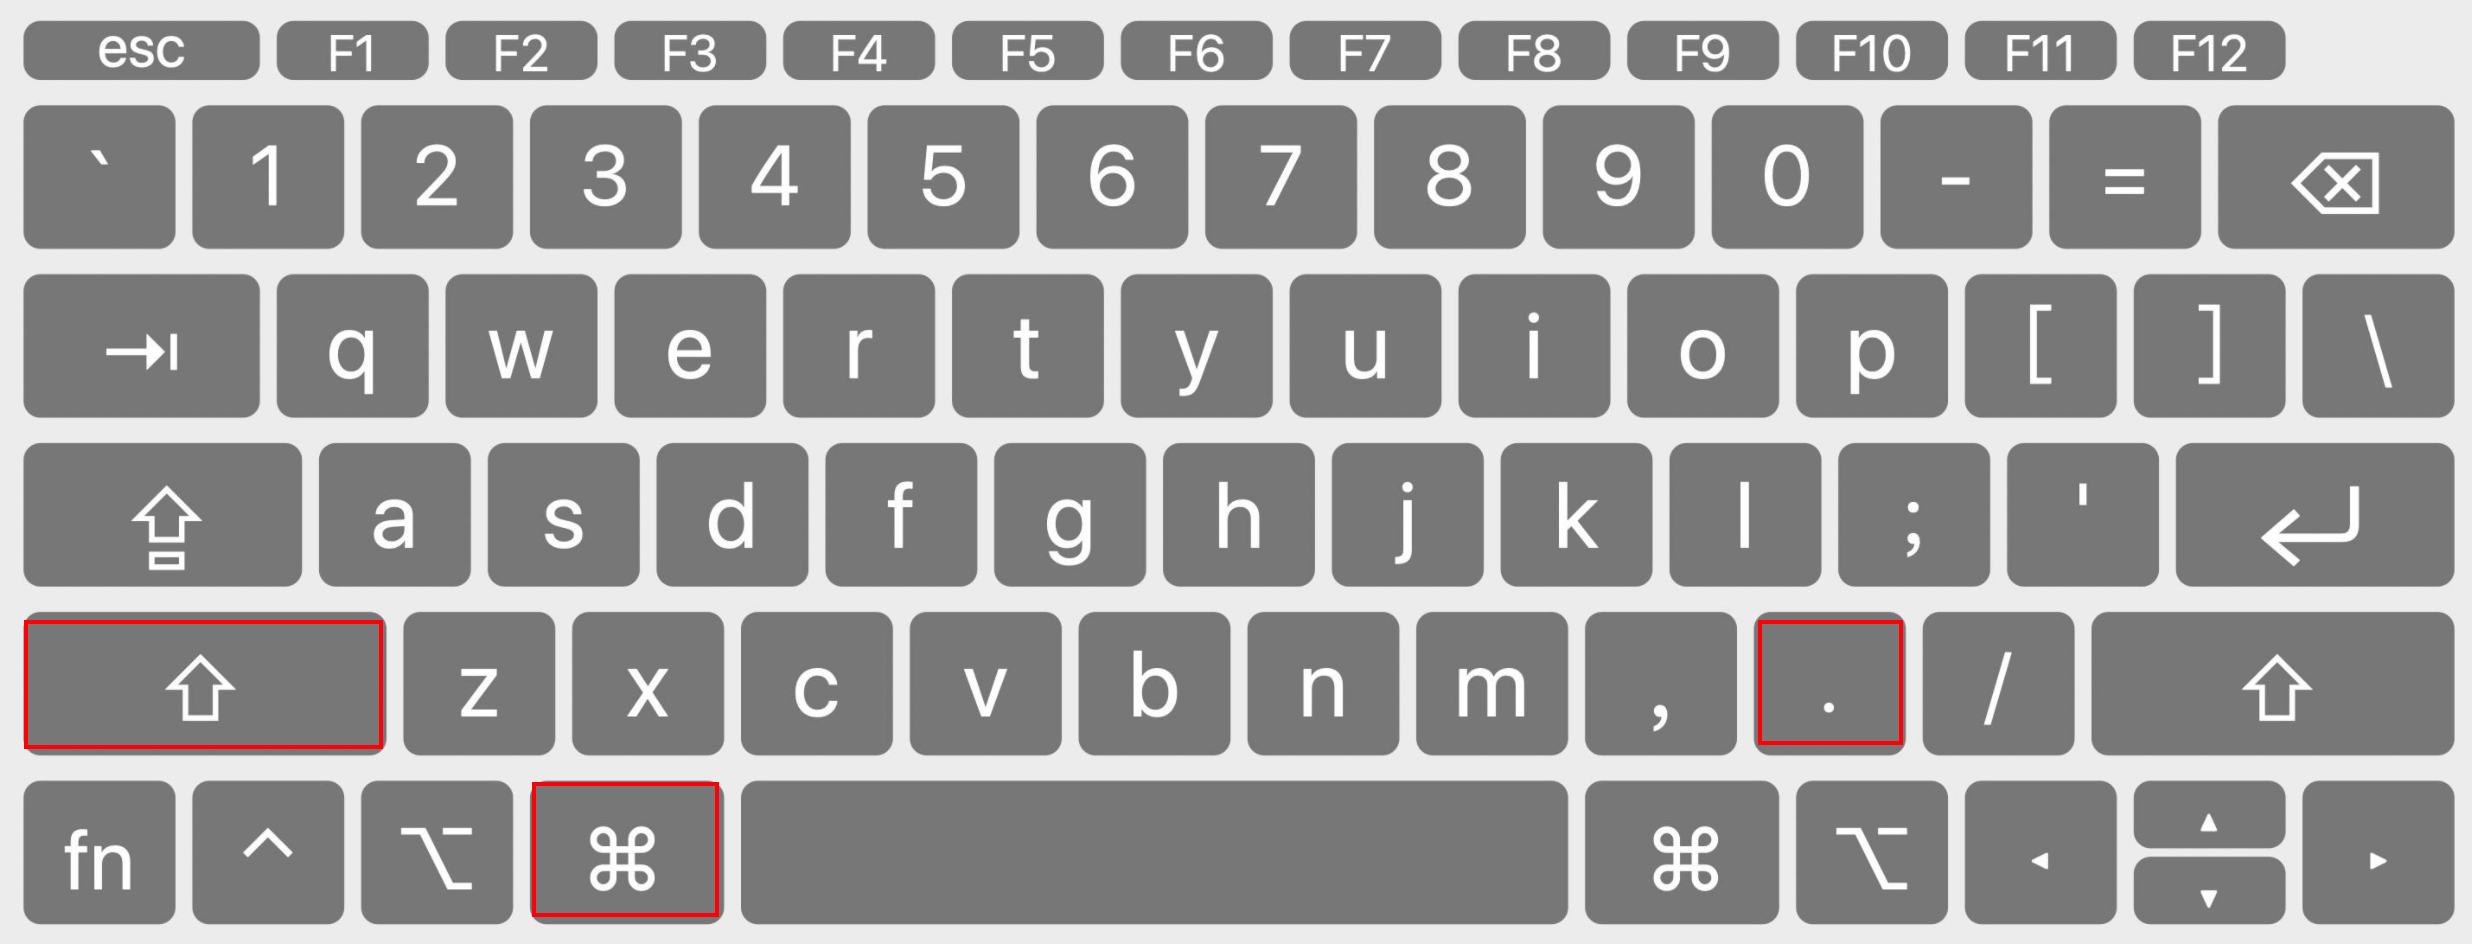 esc F1 F2 F3 F4 F5 F6 F7 F8 F9 F10 F11 F12
` 1 2 3 4 5 6 7 8 9 0 - = ⌫
⇥ q w e r t y u i o p [ ] \
⇪ a s d f g h j k l ; ' ↵
⇧ z x c v b n m , . / ⇧
fn ^ ⌥ ⌘ ⌘ ⌥ ◂ ▴ ▾ ▸